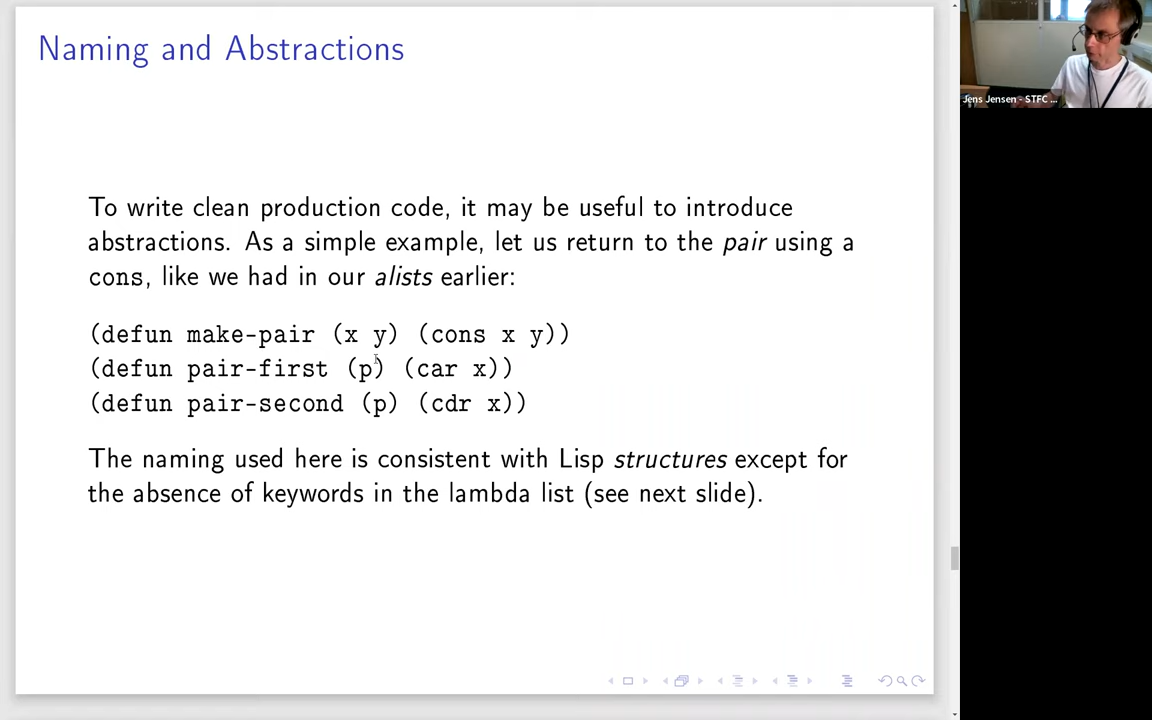 Naming and Abstractions
To write clean production code, it may be useful to introduce
abstractions. As a simple example, let us return to the pair using a
cons, like we had in our alists earlier:
(defun make-pair (x y) (cons x y))
(defun pair-first (p) (car x))
(defun pair-second (p) (cdr x))
The naming used here is consistent with Lisp structures except for
the absence of keywords in the lambda list (see next slide).
Jens Jensen - STFC ...